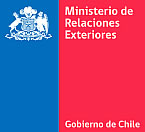 Ministerio de
Relaciones
Exteriores
Gobierno de Chile